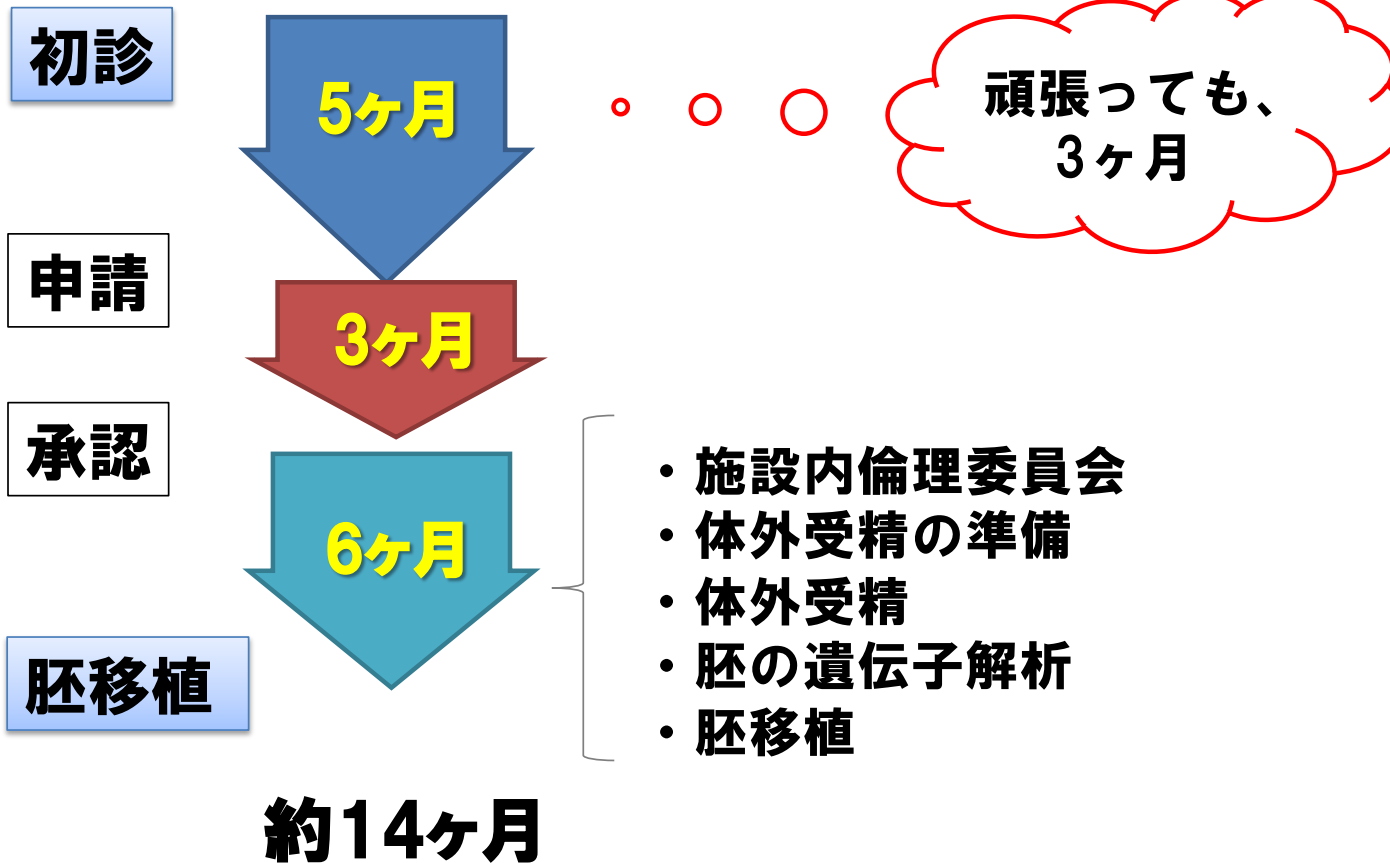 初診
5ヶ月
頑張っても、
3ヶ月
申請
3ヶ月
承認
6ヶ月
・施設内倫理委員会
・体外受精の準備
・体外受精
・胚の遺伝子解析
・胚移植
胚移植
約14ヶ月